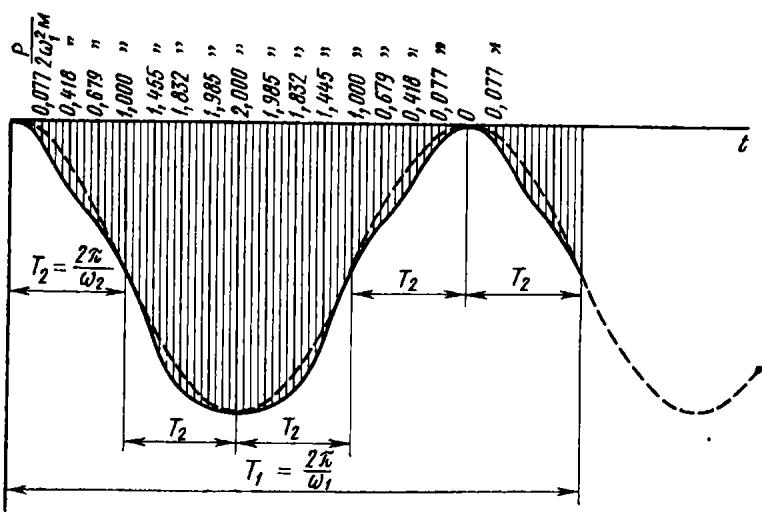 0,077 P/2ω₁²м
0,418 "
0,679 "
1,000 "
1,455 "
1,832 "
1,985 "
2,000 "
1,985 "
1,832 "
1,445 "
1,000 "
0,679 "
0,418 "
0,077 "
0
0,077 "
t
T₂ = 2π/ω₂
T₂
T₂
T₂
T₂
T₁ = 2π/ω₁